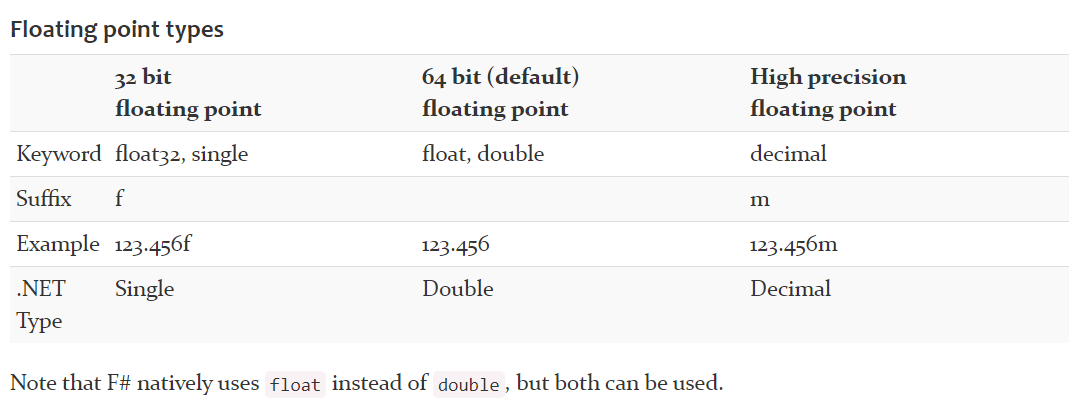 Floating point types
32 bit 64 bit (default) High precision
floating point floating point floating point
Keyword float32, single float, double decimal
Suffix f m
Example 123.456f 123.456 123.456m
.NET Single Double Decimal
Type
Note that F# natively uses float instead of double, but both can be used.